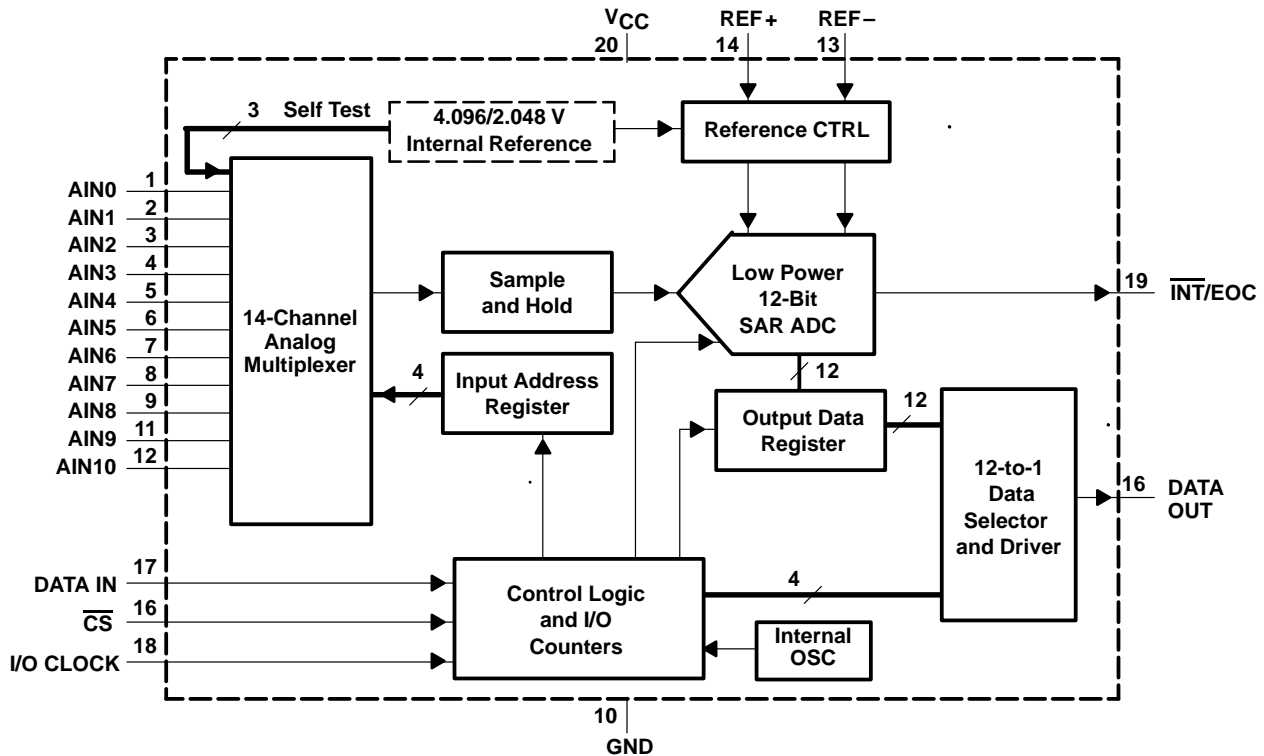 VCC
20
REF+
14
REF−
13
3 Self Test
4.096/2.048 V
Internal Reference
Reference CTRL
AIN0
1
AIN1
2
AIN2
3
AIN3
4
AIN4
5
AIN5
6
AIN6
7
AIN7
8
AIN8
9
AIN9
11
AIN10
12
14-Channel
Analog
Multiplexer
Sample
and Hold
Low Power
12-Bit
SAR ADC
19
INT/EOC
4
Input Address
Register
12
Output Data
Register
12
12-to-1
Data
Selector
and Driver
16
DATA
OUT
DATA IN
17
CS
16
I/O CLOCK
18
Control Logic
and I/O
Counters
4
Internal
OSC
10
GND